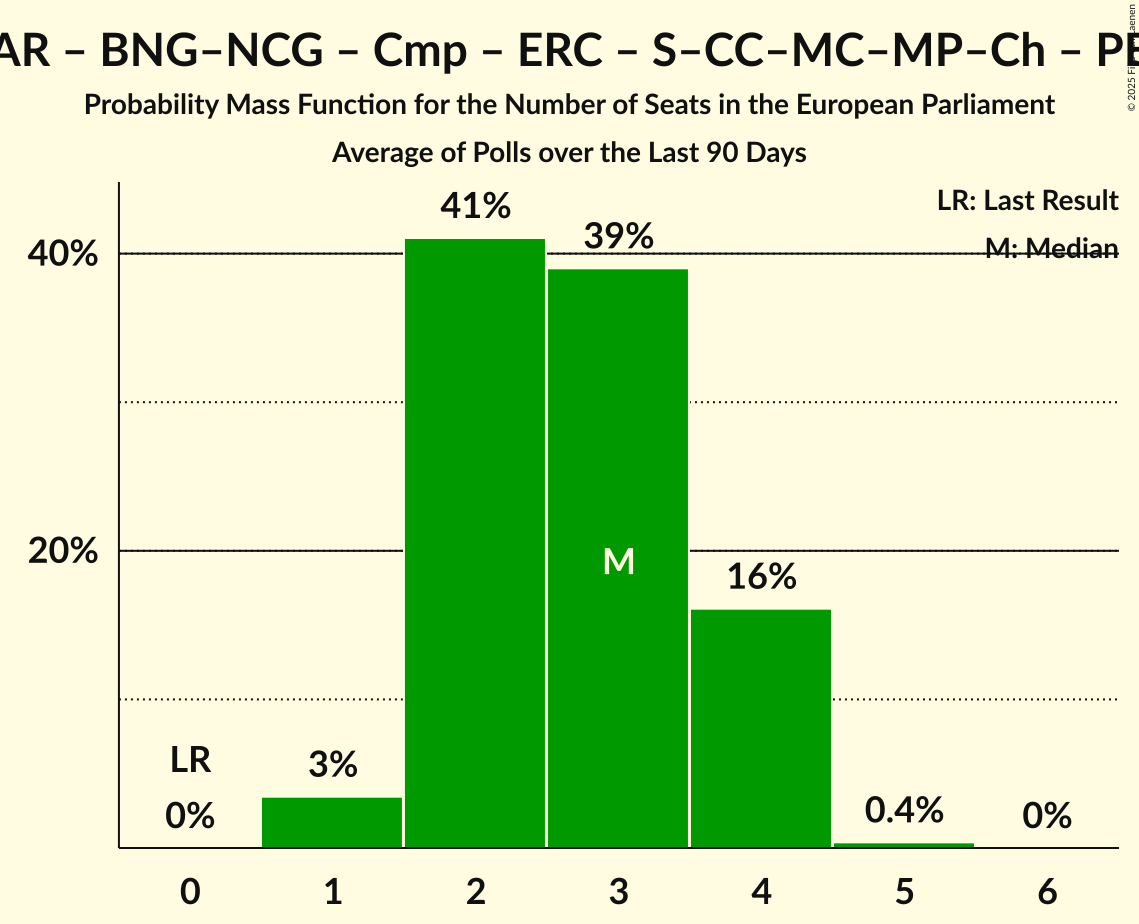 AR – BNG–NCG – Cmp – ERC – S–CC–MC–MP–Ch –
Probability Mass Function for the Number of Seats in the European Parliament
Average of Polls over the Last 90 Days
© 2025
LR: Last Result
M: Median
40%
20%
41%
39%
M
16%
LR
0%
3%
0.4%
0%
0 1 2 3 4 5 6